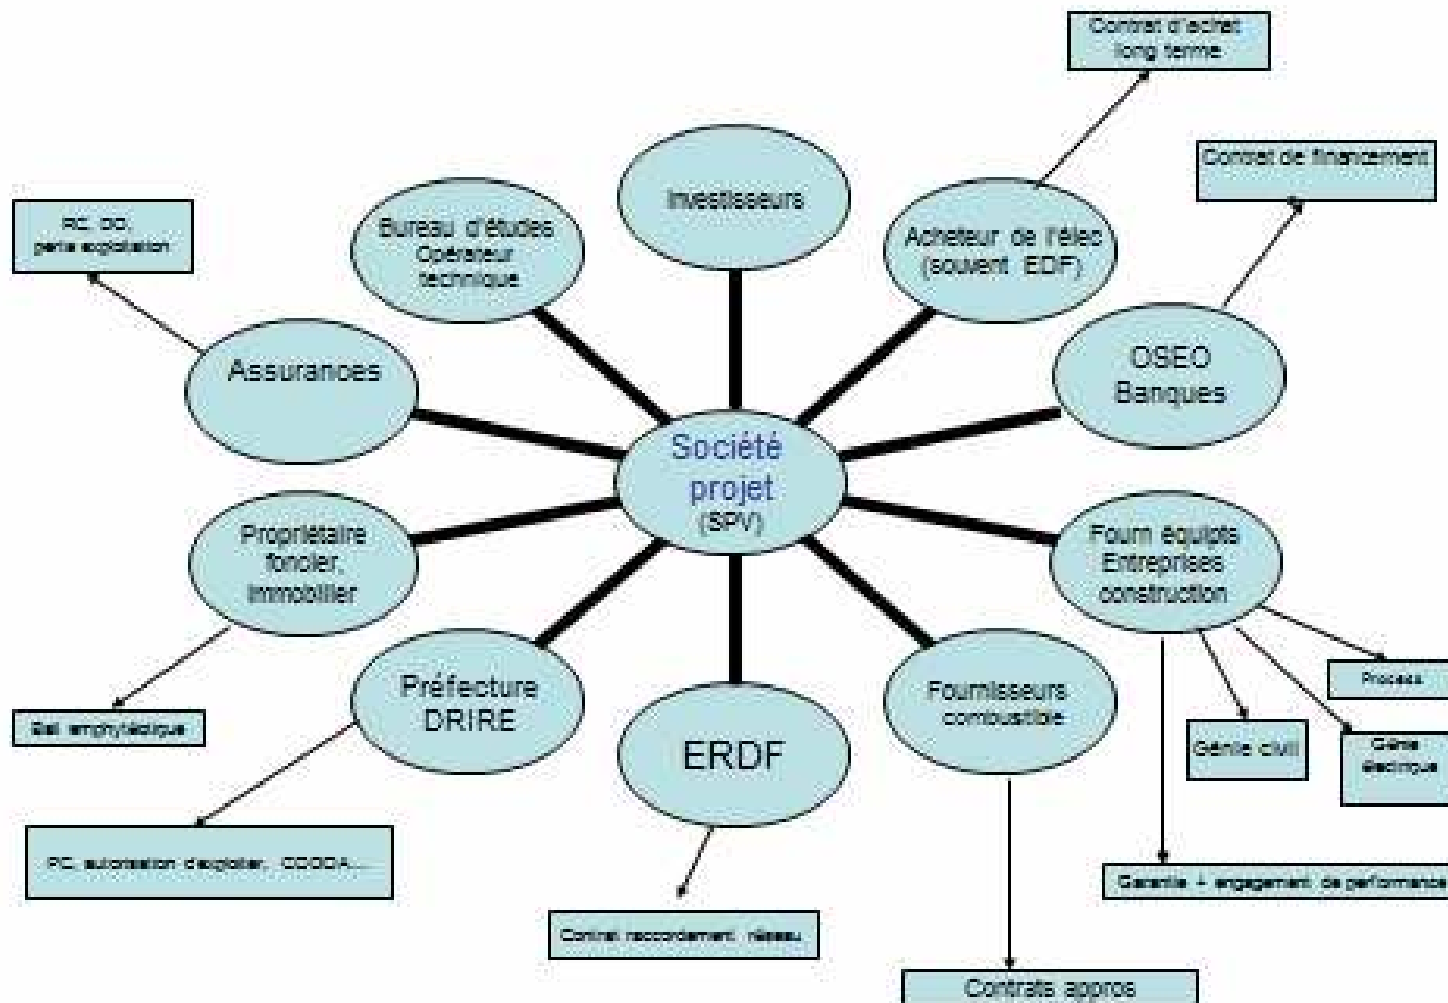 Contrat d'achat
long terme
Contrat de financement
Investisseurs
Bureau d'études
Opérateur
technique
Acheteur de l'élec
(souvent EDF)
RC, DO,
perte exploitation
Assurances
OSEO
Banques
Société
projet
(SPV)
Propriétaire
foncier,
immobilier
Fourn équipts
Entreprises
construction
Préfecture
DRIRE
ERDF
Fournisseurs
combustible
Process
Bail emphytéotique
Génie civil
Génie
électrique
PC, autorisation d'exploiter,
Garantie + engagement de performance
Contrat raccordement réseau
Contrats appros